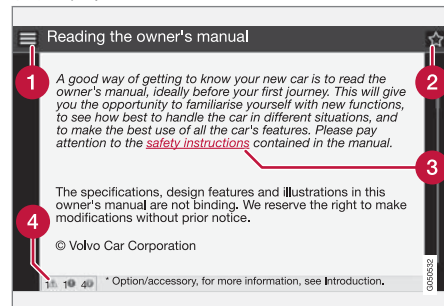 Reading the owner's manual
1
2
A good way of getting to know your new car is to read the
owner's manual, ideally before your first journey. This will give
you the opportunity to familiarise yourself with new functions,
to see how best to handle the car in different situations, and
to make the best use of all the car's features. Please pay
attention to the safety instructions contained in the manual.
3
The specifications, design features and illustrations in this
owner's manual are not binding. We reserve the right to make
modifications without prior notice.
4
© Volvo Car Corporation
1 1 4 * Option/accessory, for more information, see Introduction.
G050532